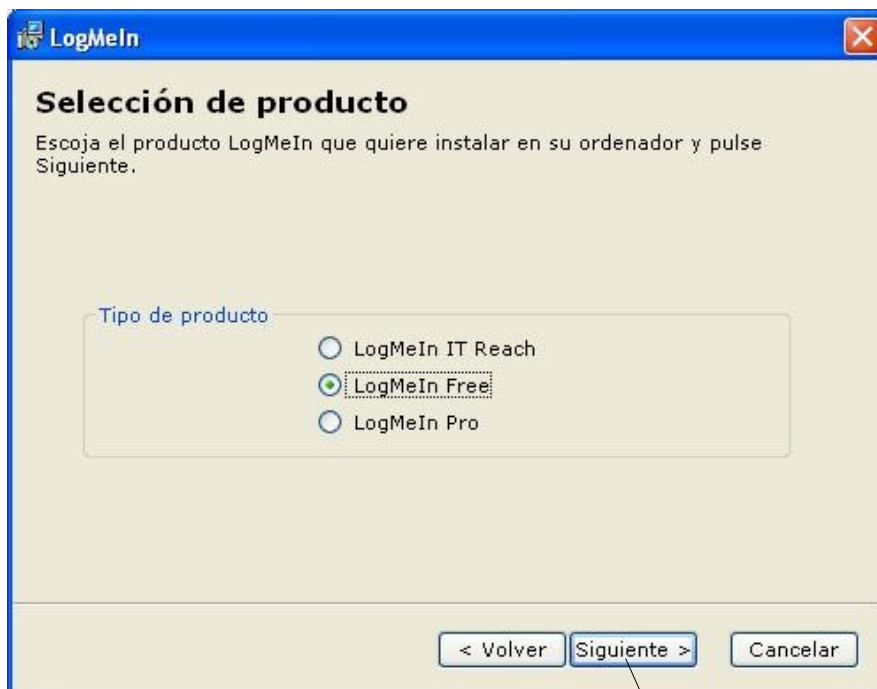 LogMeIn
Selección de producto
Escoja el producto LogMeIn que quiere instalar en su ordenador y pulse
Siguiente.
Tipo de producto
LogMeIn IT Reach
LogMeIn Free
LogMeIn Pro
< Volver Siguiente > Cancelar